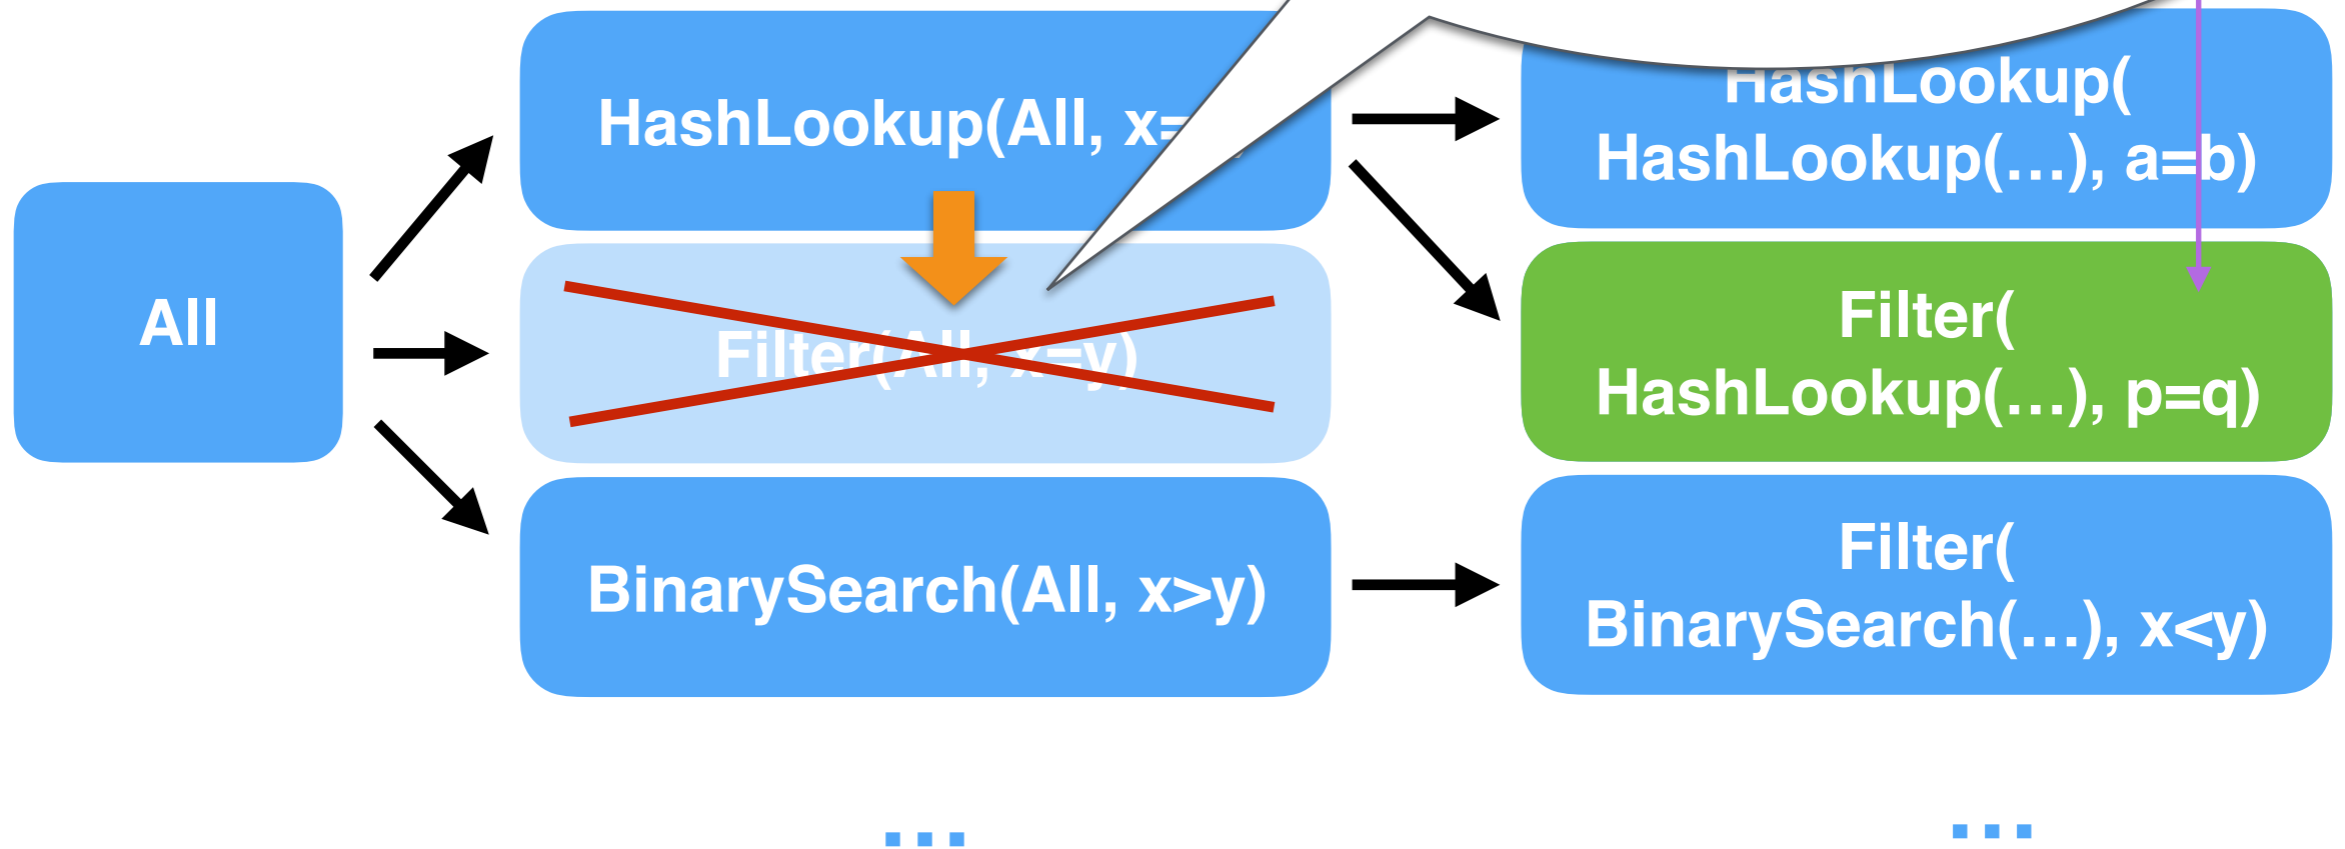 All
HashLookup(All, x=
Filter(All, x=y)
BinarySearch(All, x>y)
…
HashLookup(
HashLookup(…), a=b)
Filter(
HashLookup(…), p=q)
Filter(
BinarySearch(…), x<y)
…